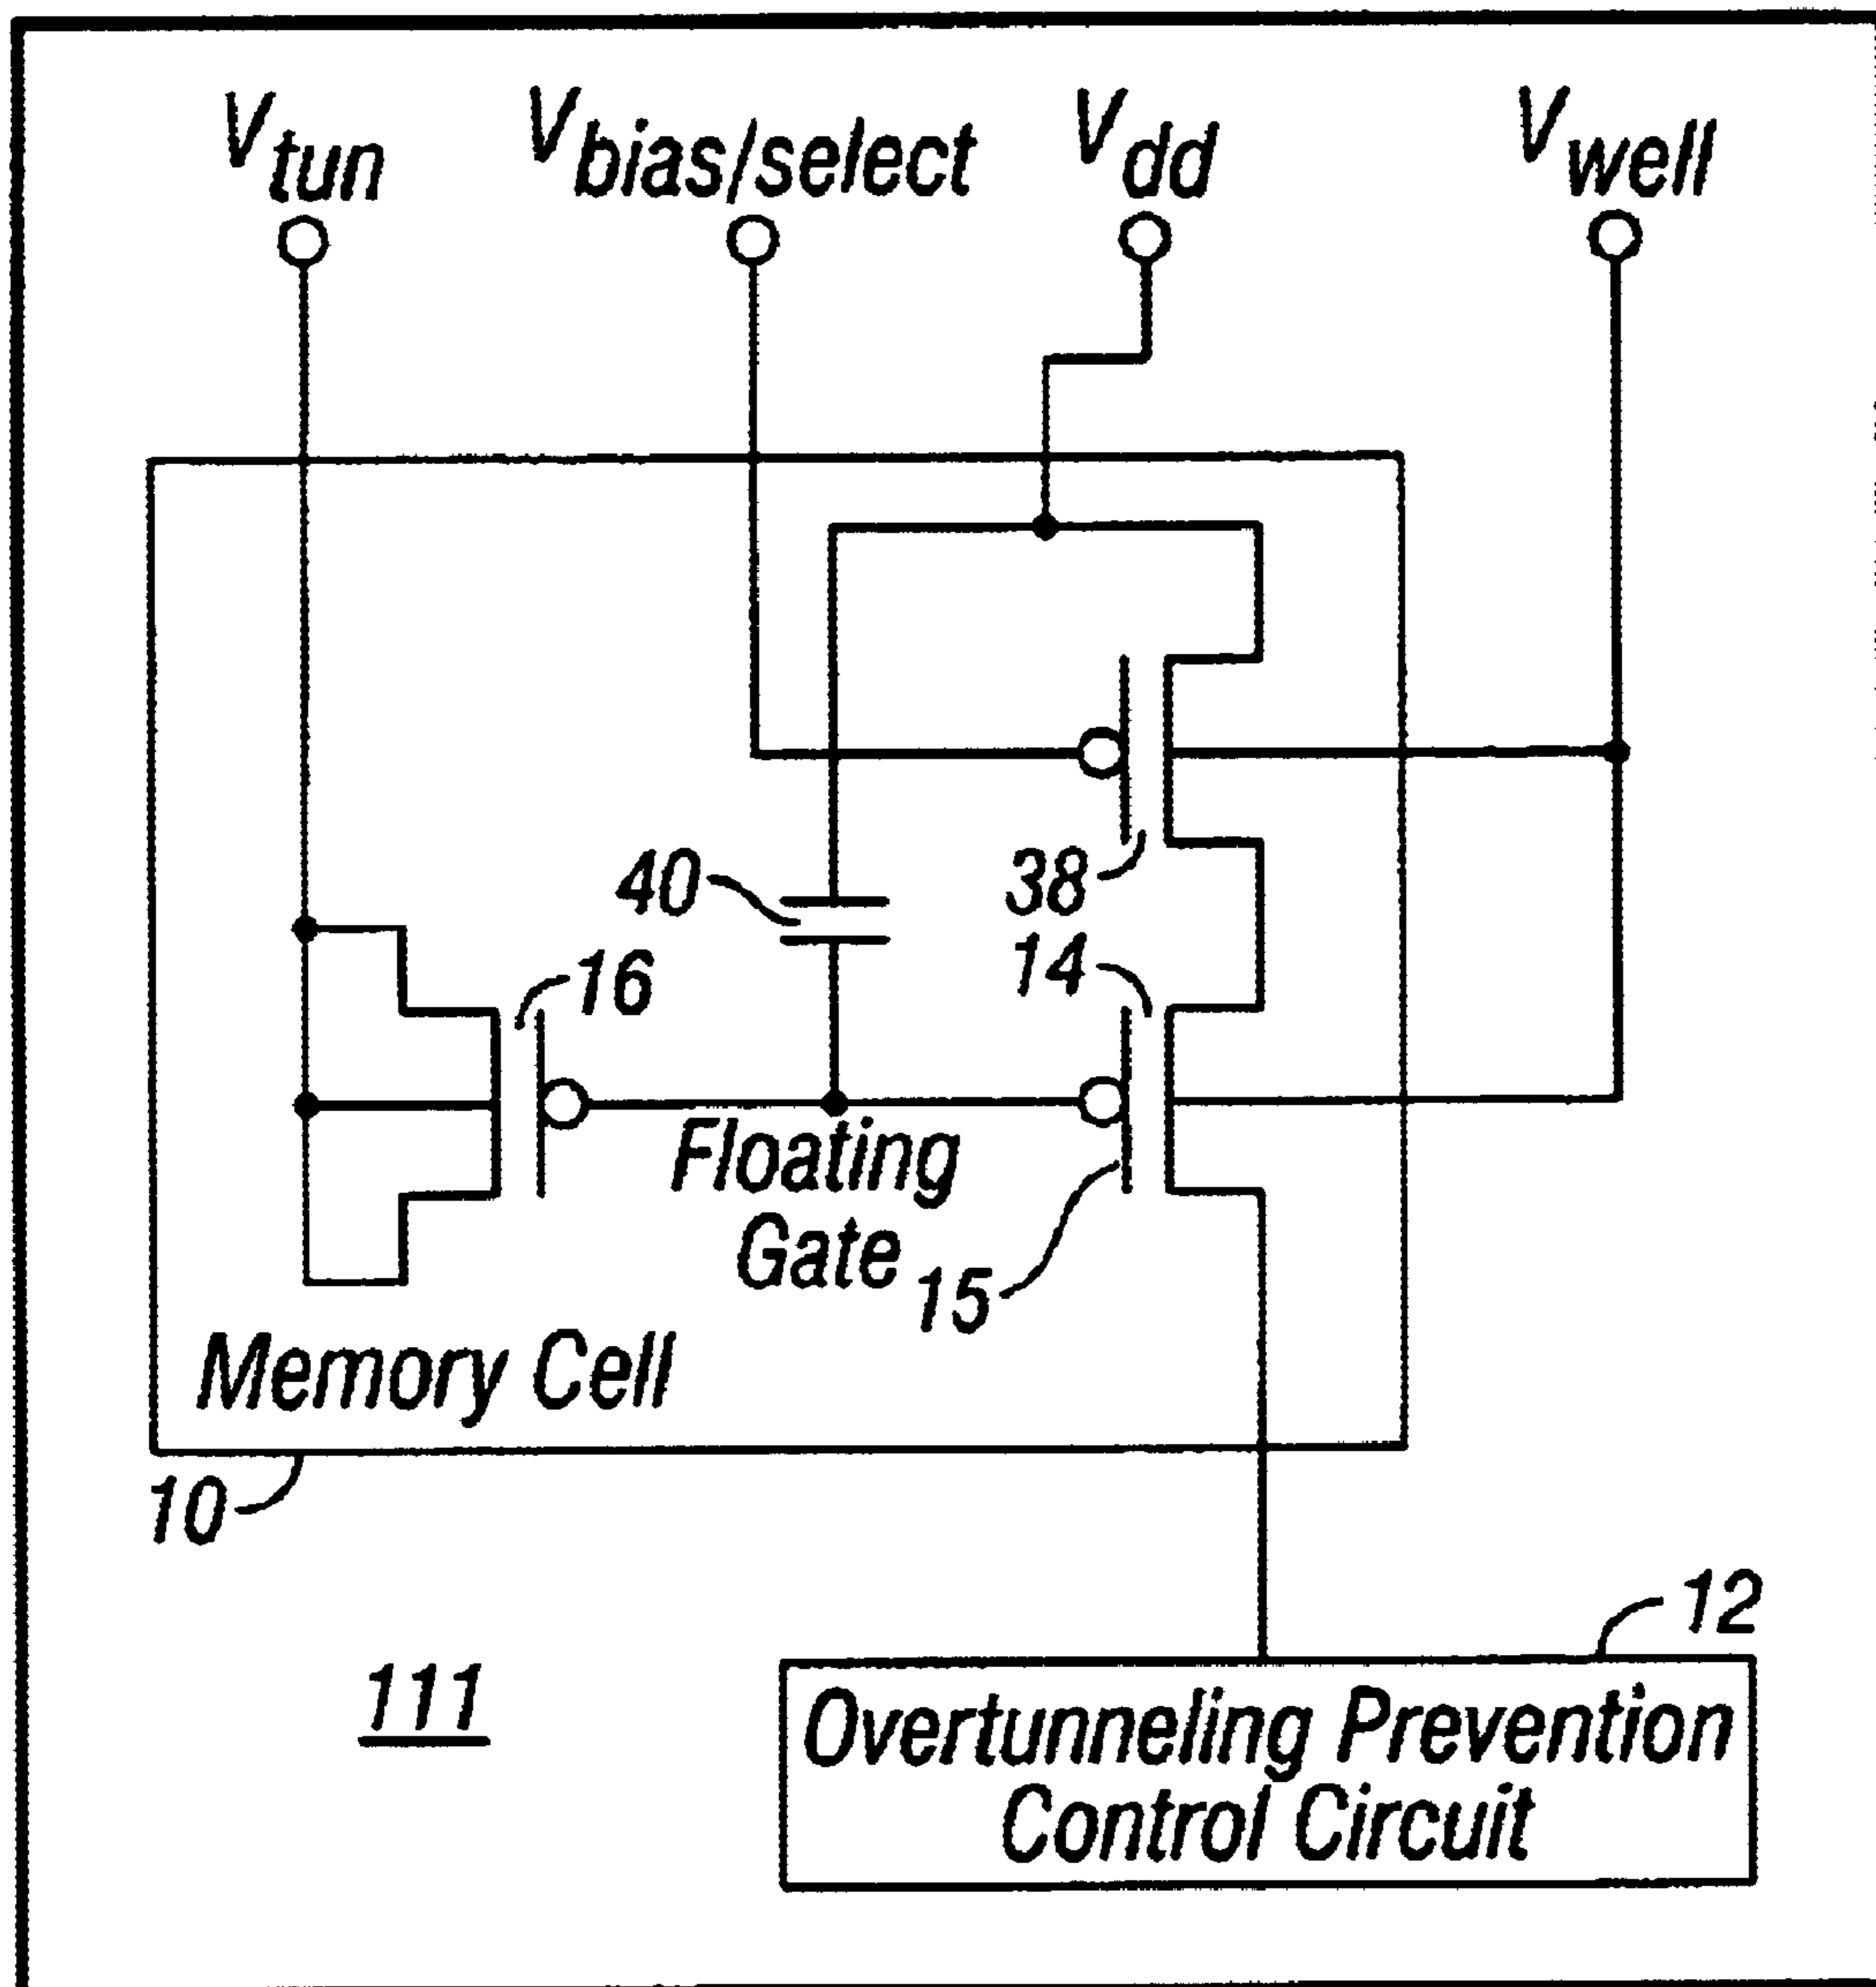 Vtun Vbias/select Vdd Vwell
40
38
16
14
Floating
Gate
15
Memory Cell
10
12
111
Overtunneling Prevention
Control Circuit